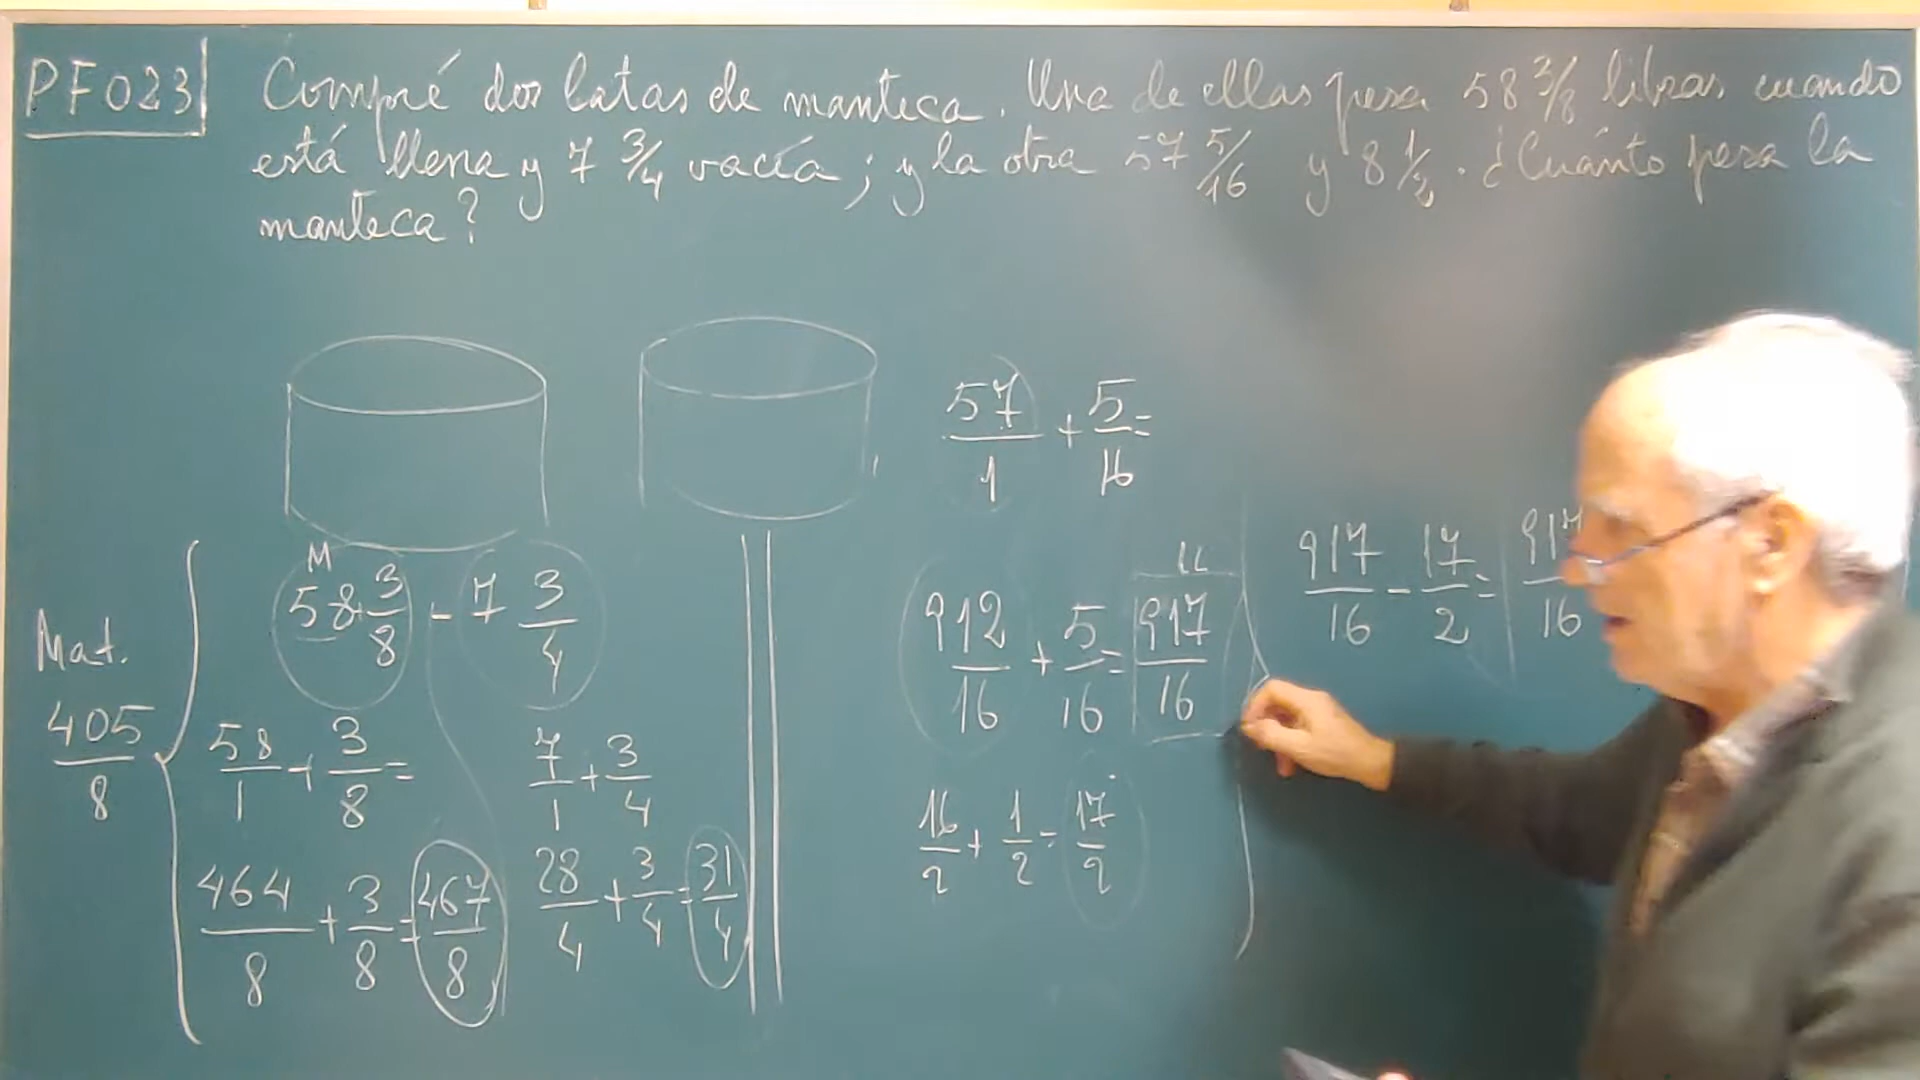 PF023
Compré dos latas de manteca. Una de ellas pesa 58 3/8 libras cuando
está llena y 7 3/4 vacía; y la otra 57 5/16 y 8 1/2. ¿Cuánto pesa la
manteca?
57/1 + 5/16 =
M
58 3/8 - 7 3/4
Mat.
405/8
58/1 + 3/8 =
7/1 + 3/4
464/8 + 3/8 = 467/8
28/4 + 3/4 = 31/4
912/16 + 5/16 = 917/16
16/2 + 1/2 = 17/2
917/16 - 17/2 = 917/16